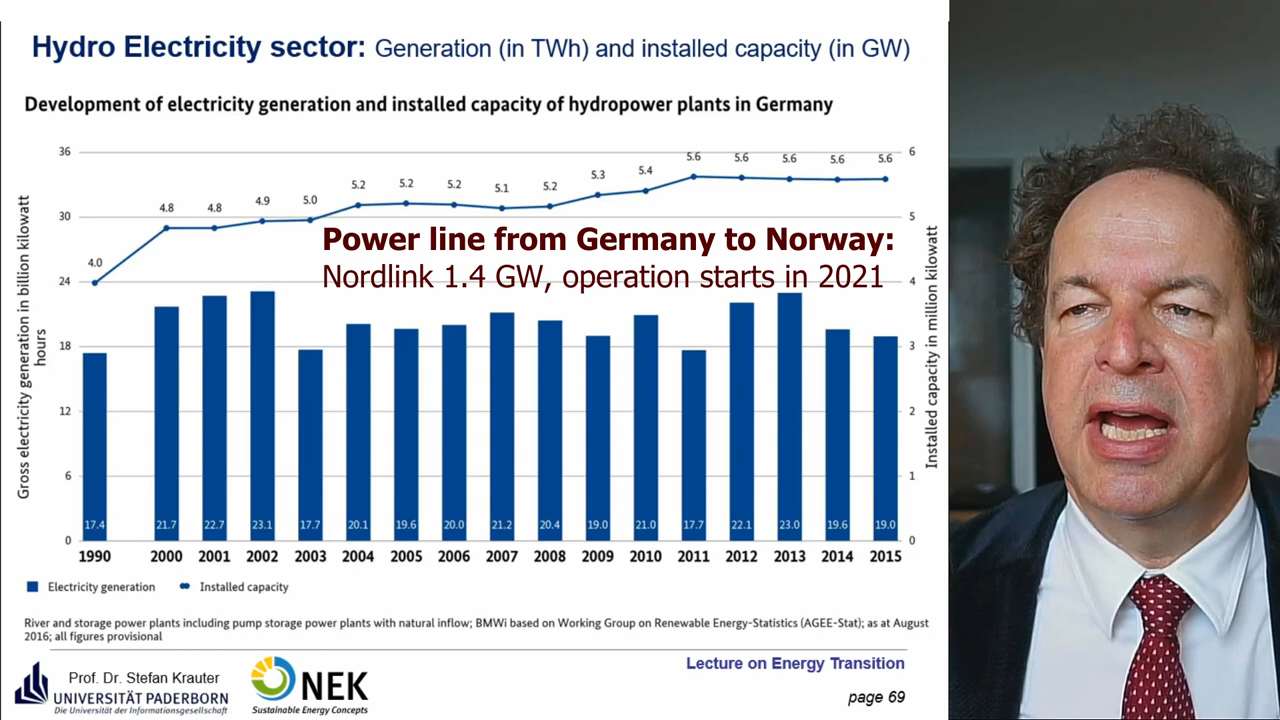 Hydro Electricity sector: Generation (in TWh) and installed capacity (in GW)
Development of electricity generation and installed capacity of hydropower plants in Germany
Gross electricity generation in billion kilowatt
hours
Installed capacity in million kilowatt
36
30
24
18
12
6
0
6
5
4
3
2
1
0
4.0 4.8 4.8 4.9 5.0 5.2 5.2 5.2 5.1 5.2 5.3 5.4 5.6 5.6 5.6 5.6 5.6
Power line from Germany to Norway:
Nordlink 1.4 GW, operation starts in 2021
17.4 21.7 22.7 23.1 17.7 20.1 19.6 20.0 21.2 20.4 19.0 21.0 17.7 22.1 23.0 19.6 19.0
1990 2000 2001 2002 2003 2004 2005 2006 2007 2008 2009 2010 2011 2012 2013 2014 2015
Electricity generation Installed capacity
River and storage power plants including pump storage power plants with natural inflow; BMWi based on Working Group on Renewable Energy-Statistics (AGEE-Stat); as at August
2016; all figures provisional
Prof. Dr. Stefan Krauter
UNIVERSITÄT PADERBORN
Die Universität der Informationsgesellschaft
NEK
Sustainable Energy Concepts
Lecture on Energy Transition
page 69